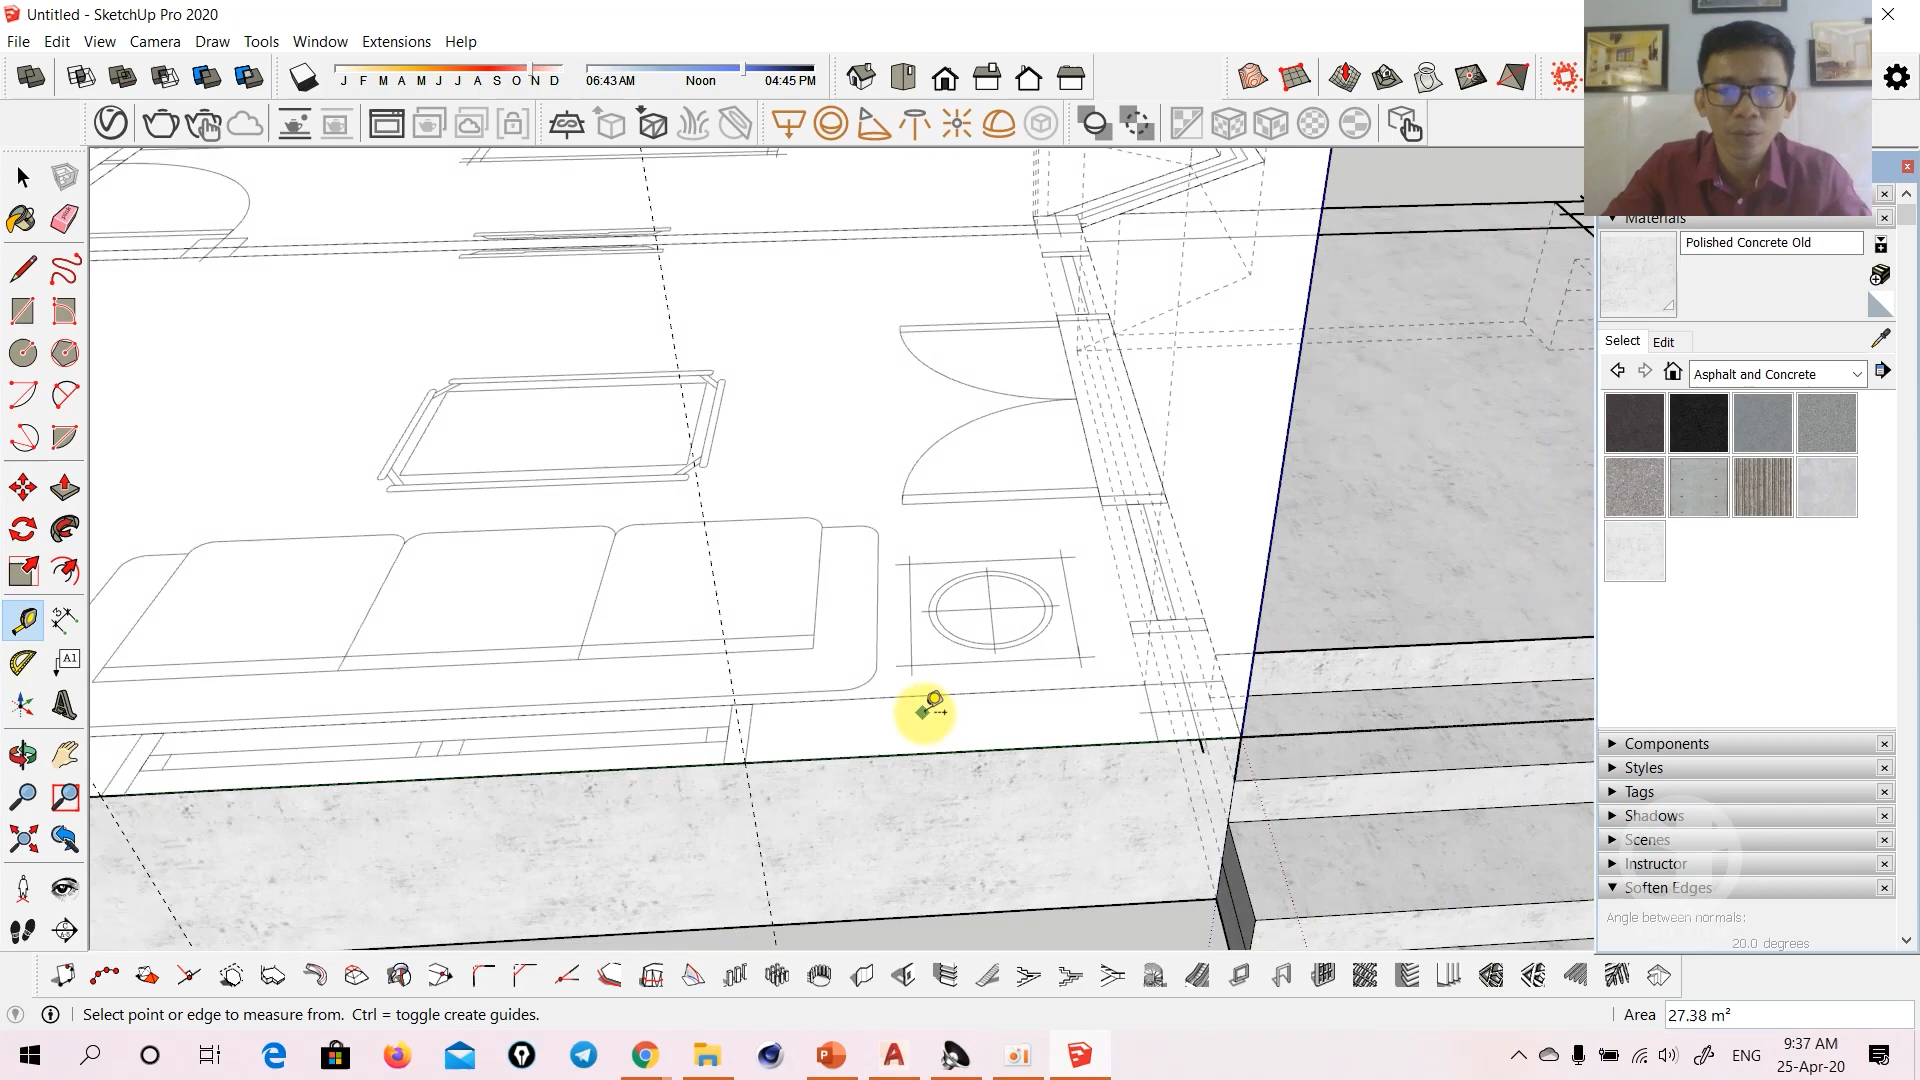 Untitled - SketchUp Pro 2020
File Edit View Camera Draw Tools Window Extensions Help
J F M A M J J A S O N D
06:43 AM Noon 04:45 PM
Materials
Polished Concrete Old
Select Edit
Asphalt and Concrete
A1
Components
Styles
Tags
Shadows
Scenes
Instructor
Soften Edges
Angle between normals:
20.0 degrees
Select point or edge to measure from. Ctrl = toggle create guides.
Area 27.38 m²
ENG
9:37 AM
25-Apr-20